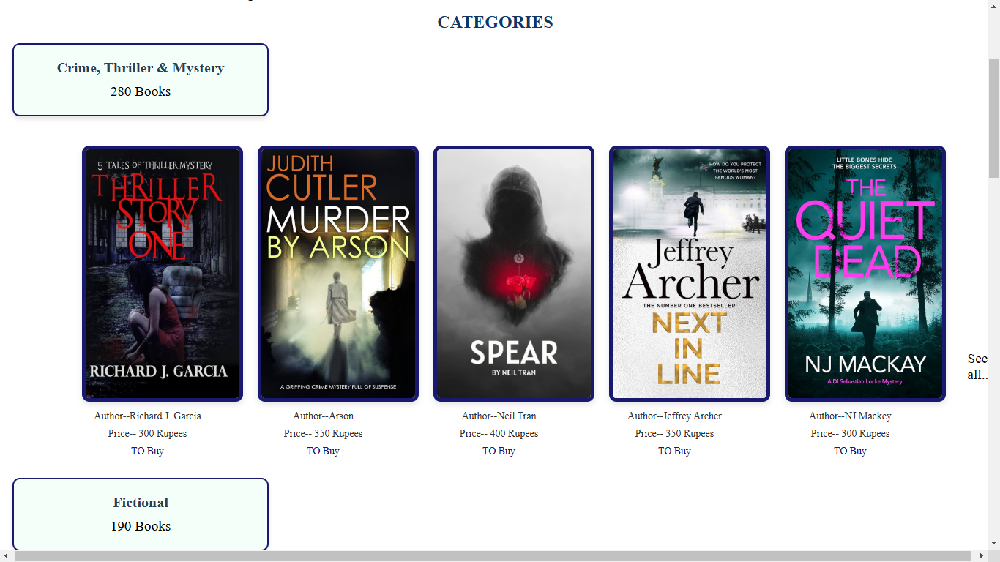 CATEGORIES
Crime, Thriller & Mystery
280 Books
5 TALES OF THRILLER MYSTERY
THRILLER
STORY
ONE
RICHARD J. GARCIA
JUDITH
CUTLER
MURDER
BY ARSON
A GRIPPING CRIME MYSTERY FULL OF SUSPENSE
SPEAR
BY NEIL TRAN
HOW DO YOU PROTECT
THE WORLD'S MOST
FAMOUS WOMAN?
Jeffrey
Archer
THE NUMBER ONE BESTSELLER
NEXT
IN
LINE
LITTLE BONES HIDE
THE BIGGEST SECRETS
THE
QUIET
DEAD
NJ MACKAY
A DI Sebastian Locke Mystery
See
all..
Author--Richard J. Garcia
Price-- 300 Rupees
TO Buy
Author--Arson
Price-- 350 Rupees
TO Buy
Author--Neil Tran
Price-- 400 Rupees
TO Buy
Author--Jeffrey Archer
Price-- 350 Rupees
TO Buy
Author--NJ Mackey
Price-- 300 Rupees
TO Buy
Fictional
190 Books